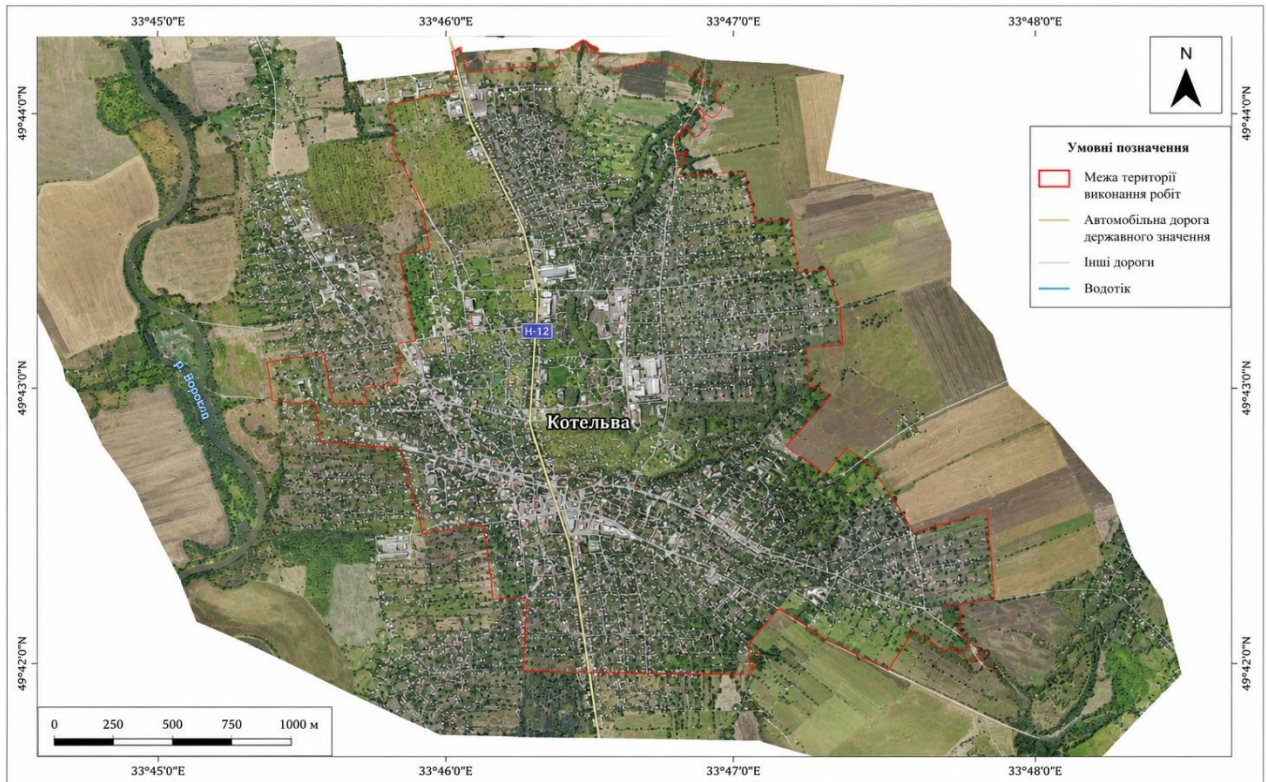 33°45'0"E
33°46'0"E
33°47'0"E
33°48'0"E
N
49°44'0"N
49°44'0"N
Умовні позначення
Межа території
виконання робіт
Автомобільна дорога
державного значення
Інші дороги
Водотік
Н-12
р. Ворскла
49°43'0"N
49°43'0"N
Котельва
49°42'0"N
49°42'0"N
0 250 500 750 1000 м
33°45'0"E
33°46'0"E
33°47'0"E
33°48'0"E